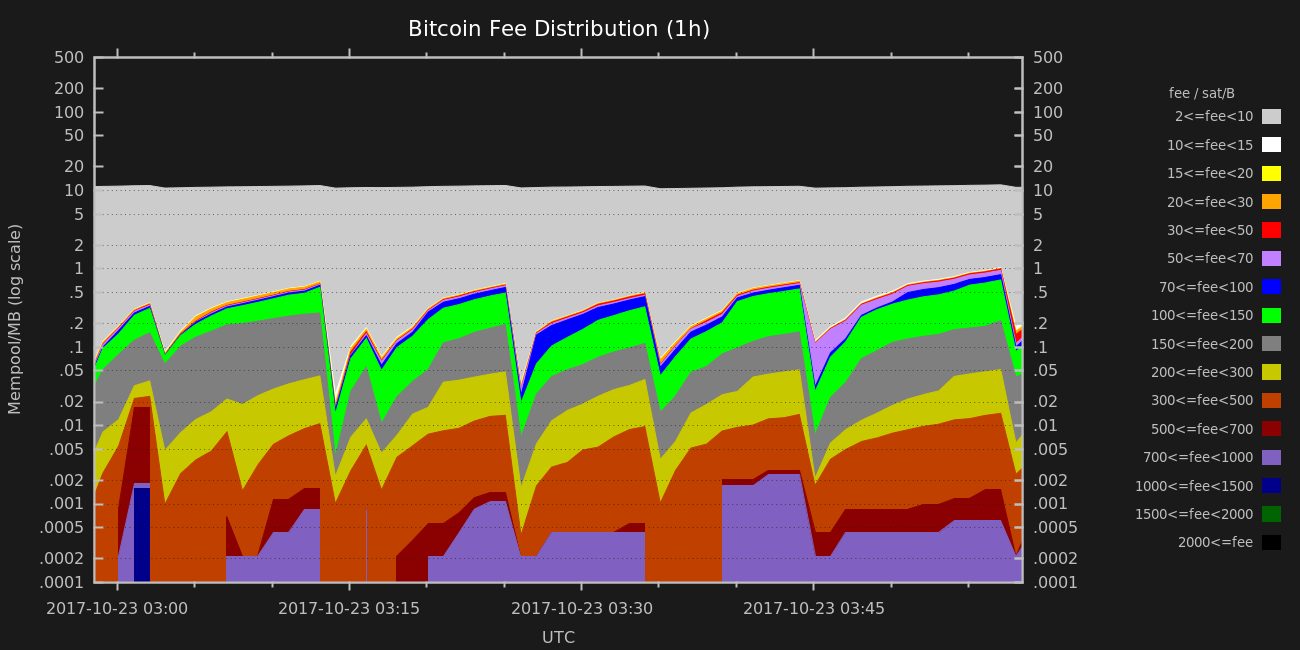 Bitcoin Fee Distribution (1h)
Mempool/MB (log scale)
500
200
100
50
20
10
5
2
1
.5
.2
.1
.05
.02
.01
.005
.002
.001
.0005
.0002
.0001
500
200
100
50
20
10
5
2
1
.5
.2
.1
.05
.02
.01
.005
.002
.001
.0005
.0002
.0001
fee / sat/B
2<=fee<10
10<=fee<15
15<=fee<20
20<=fee<30
30<=fee<50
50<=fee<70
70<=fee<100
100<=fee<150
150<=fee<200
200<=fee<300
300<=fee<500
500<=fee<700
700<=fee<1000
1000<=fee<1500
1500<=fee<2000
2000<=fee
2017-10-23 03:00
2017-10-23 03:15
2017-10-23 03:30
2017-10-23 03:45
UTC